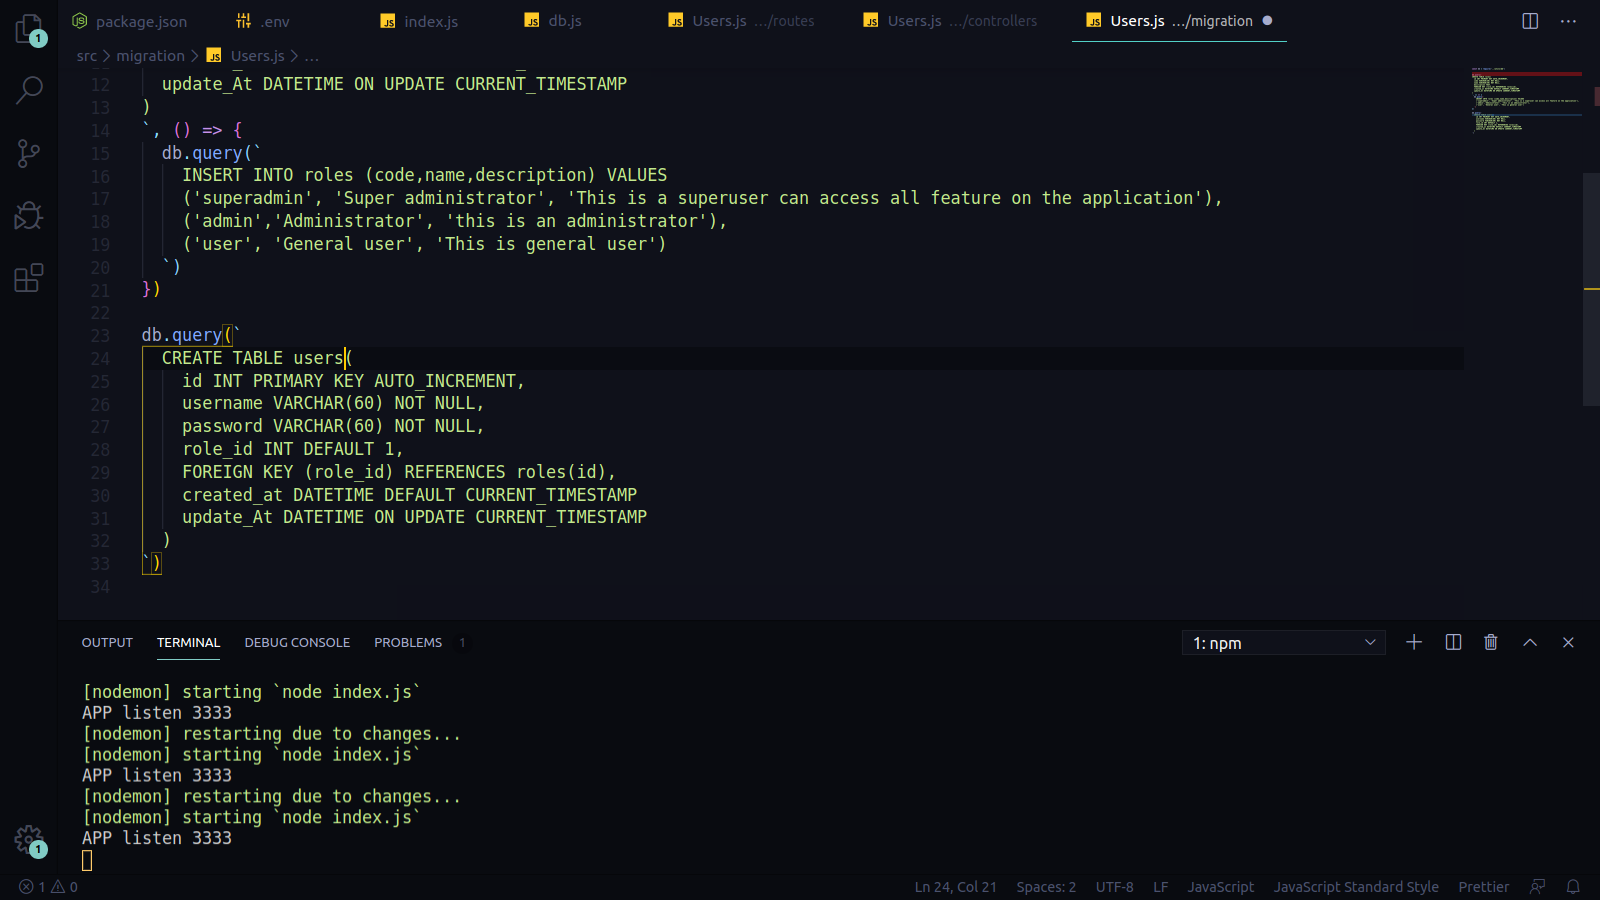 package.json
.env
index.js
db.js
Users.js …/routes
Users.js …/controllers
Users.js …/migration
src > migration > JS Users.js > …
12 update_At DATETIME ON UPDATE CURRENT_TIMESTAMP
13 )
14 `, () => {
15 db.query(`
16 INSERT INTO roles (code,name,description) VALUES
17 ('superadmin', 'Super administrator', 'This is a superuser can access all feature on the application'),
18 ('admin','Administrator', 'this is an administrator'),
19 ('user', 'General user', 'This is general user')
20 `)
21 })
22
23 db.query(`
24 CREATE TABLE users(
25 id INT PRIMARY KEY AUTO_INCREMENT,
26 username VARCHAR(60) NOT NULL,
27 password VARCHAR(60) NOT NULL,
28 role_id INT DEFAULT 1,
29 FOREIGN KEY (role_id) REFERENCES roles(id),
30 created_at DATETIME DEFAULT CURRENT_TIMESTAMP
31 update_At DATETIME ON UPDATE CURRENT_TIMESTAMP
32 )
33 `)
34
OUTPUT TERMINAL DEBUG CONSOLE PROBLEMS 1
1: npm
[nodemon] starting `node index.js`
APP listen 3333
[nodemon] restarting due to changes...
[nodemon] starting `node index.js`
APP listen 3333
[nodemon] restarting due to changes...
[nodemon] starting `node index.js`
APP listen 3333
1 0
Ln 24, Col 21 Spaces: 2 UTF-8 LF JavaScript JavaScript Standard Style Prettier